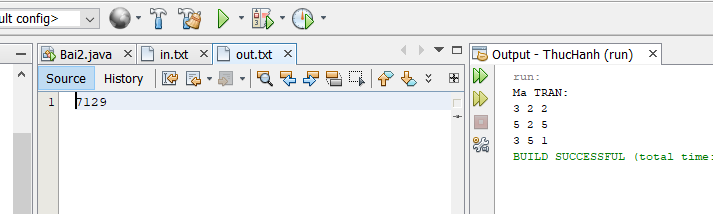 ult config>
Bai2.java
in.txt
out.txt
Output - ThucHanh (run)
Source
History
1
7129
run:
Ma TRAN:
3 2 2
5 2 5
3 5 1
BUILD SUCCESSFUL (total time: